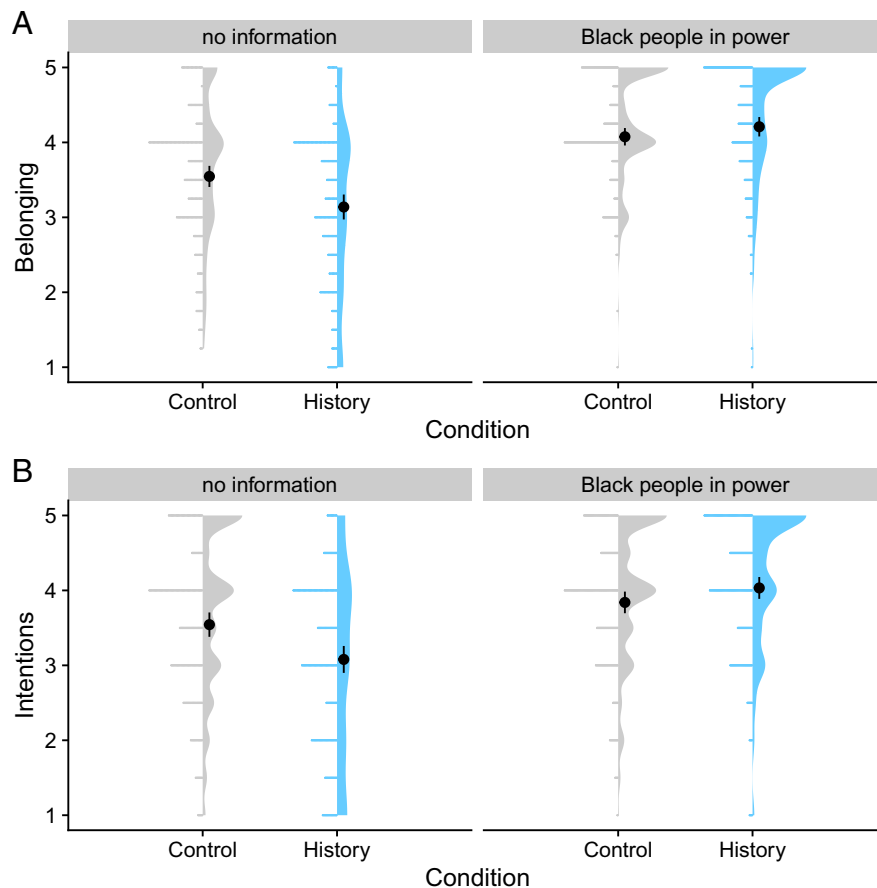 A
no information
Black people in power
Belonging
5
4
3
2
1
Control
History
Control
History
Condition
B
no information
Black people in power
Intentions
5
4
3
2
1
Control
History
Control
History
Condition